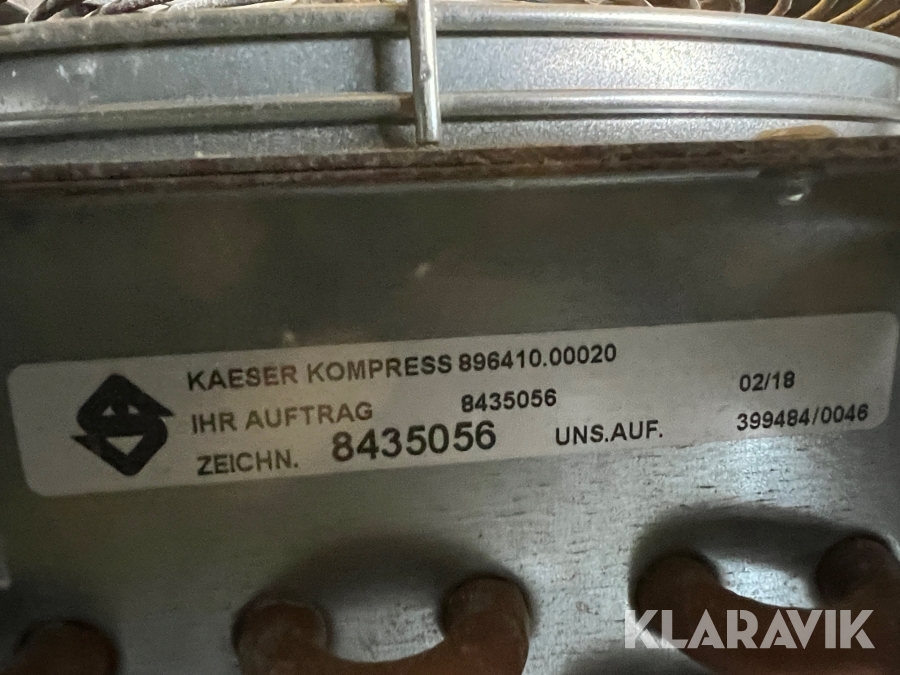 KAESER KOMPRESS 896410.00020
IHR AUFTRAG 8435056 02/18
ZEICHN. 8435056 UNS.AUF. 399484/0046
KLARAVIK